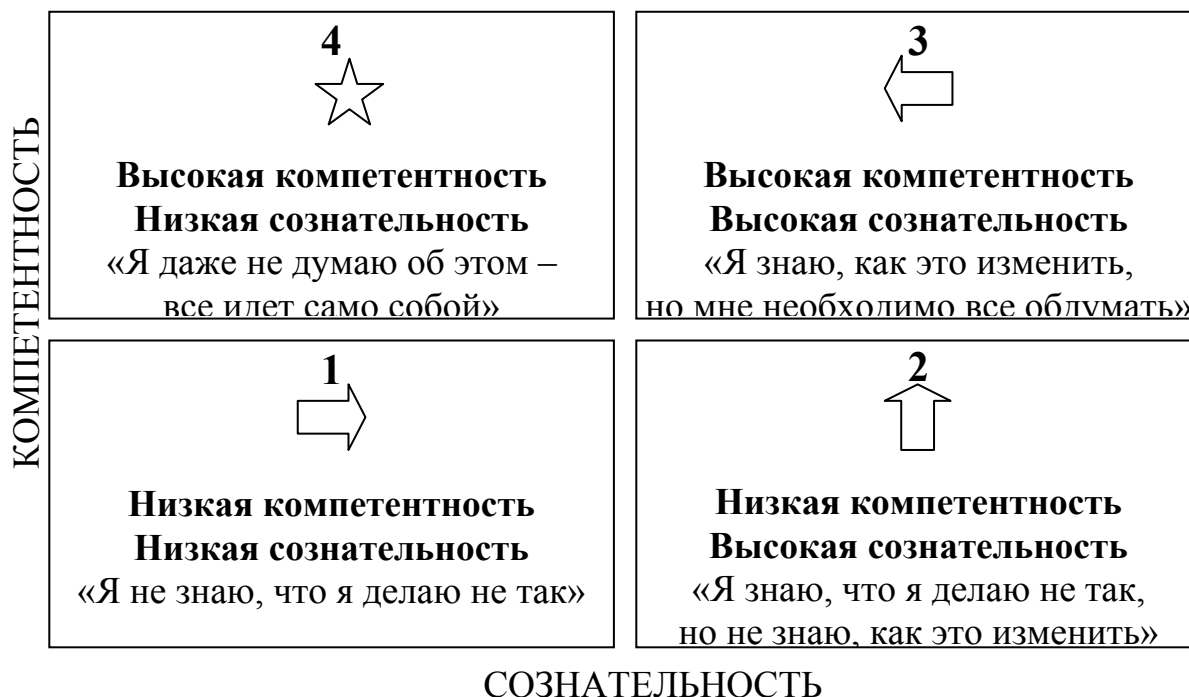 КОМПЕТЕНТНОСТЬ
4
Высокая компетентность
Низкая сознательность
«Я даже не думаю об этом –
все идет само собой»
3
Высокая компетентность
Высокая сознательность
«Я знаю, как это изменить,
но мне необходимо все обдумать»
1
Низкая компетентность
Низкая сознательность
«Я не знаю, что я делаю не так»
2
Низкая компетентность
Высокая сознательность
«Я знаю, что я делаю не так,
но не знаю, как это изменить»
СОЗНАТЕЛЬНОСТЬ